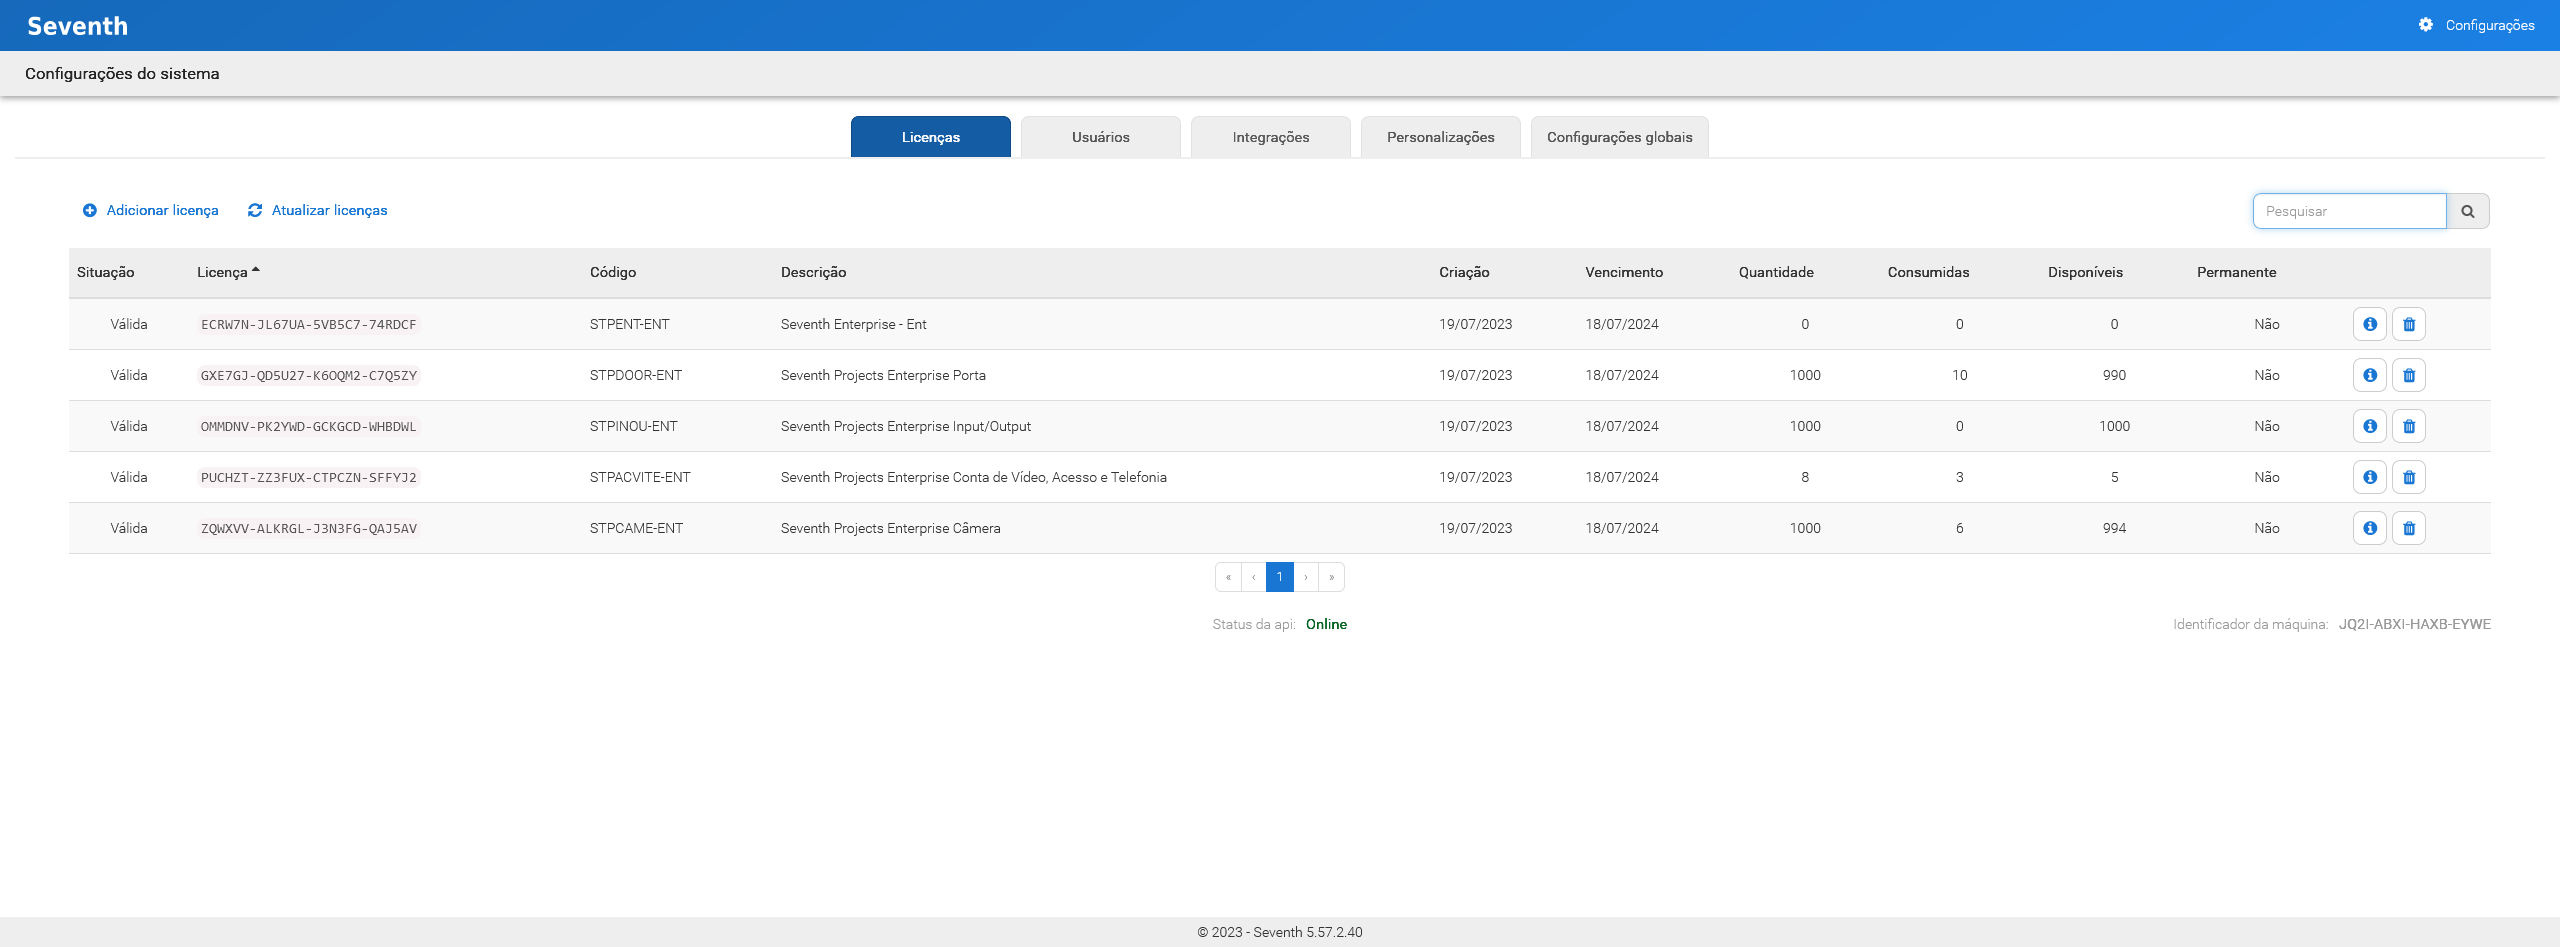 Seventh
Configurações
Configurações do sistema
Licenças Usuários Integrações Personalizações Configurações globais
Adicionar licença Atualizar licenças Pesquisar
Situação Licença Código Descrição Criação Vencimento Quantidade Consumidas Disponíveis Permanente
Válida ECRW7N-JL67UA-5VB5C7-74RDCF STPENT-ENT Seventh Enterprise - Ent 19/07/2023 18/07/2024 0 0 0 Não
Válida GXE7GJ-QD5U27-K6OQM2-C7Q5ZY STPDOOR-ENT Seventh Projects Enterprise Porta 19/07/2023 18/07/2024 1000 10 990 Não
Válida OMMDNV-PK2YWD-GCKGCD-WHBDWL STPINOU-ENT Seventh Projects Enterprise Input/Output 19/07/2023 18/07/2024 1000 0 1000 Não
Válida PUCHZT-ZZ3FUX-CTPCZN-SFFYJ2 STPACVITE-ENT Seventh Projects Enterprise Conta de Vídeo, Acesso e Telefonia 19/07/2023 18/07/2024 8 3 5 Não
Válida ZQWXVV-ALKRGL-J3N3FG-QAJ5AV STPCAME-ENT Seventh Projects Enterprise Câmera 19/07/2023 18/07/2024 1000 6 994 Não
« ‹ 1 › »
Status da api: Online
Identificador da máquina: JQ2I-ABXI-HAXB-EYWE
© 2023 - Seventh 5.57.2.40